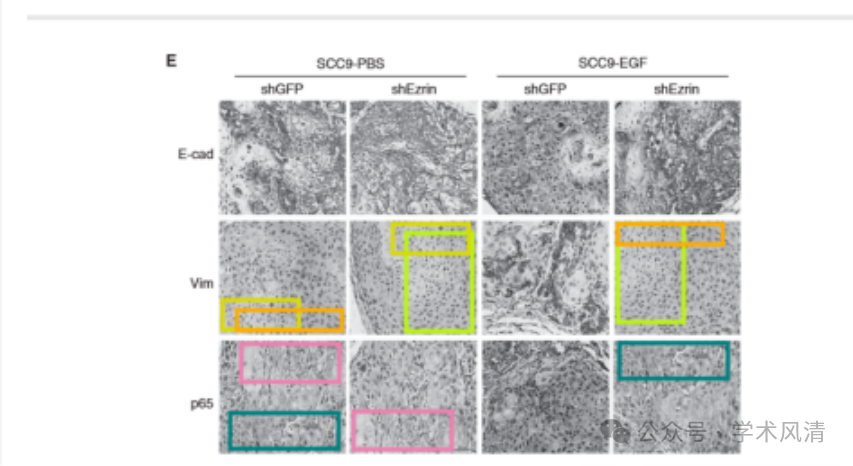 E
SCC9-PBS SCC9-EGF
shGFP shEzrin shGFP shEzrin
E-cad
Vim
p65
公众号 · 学术风清